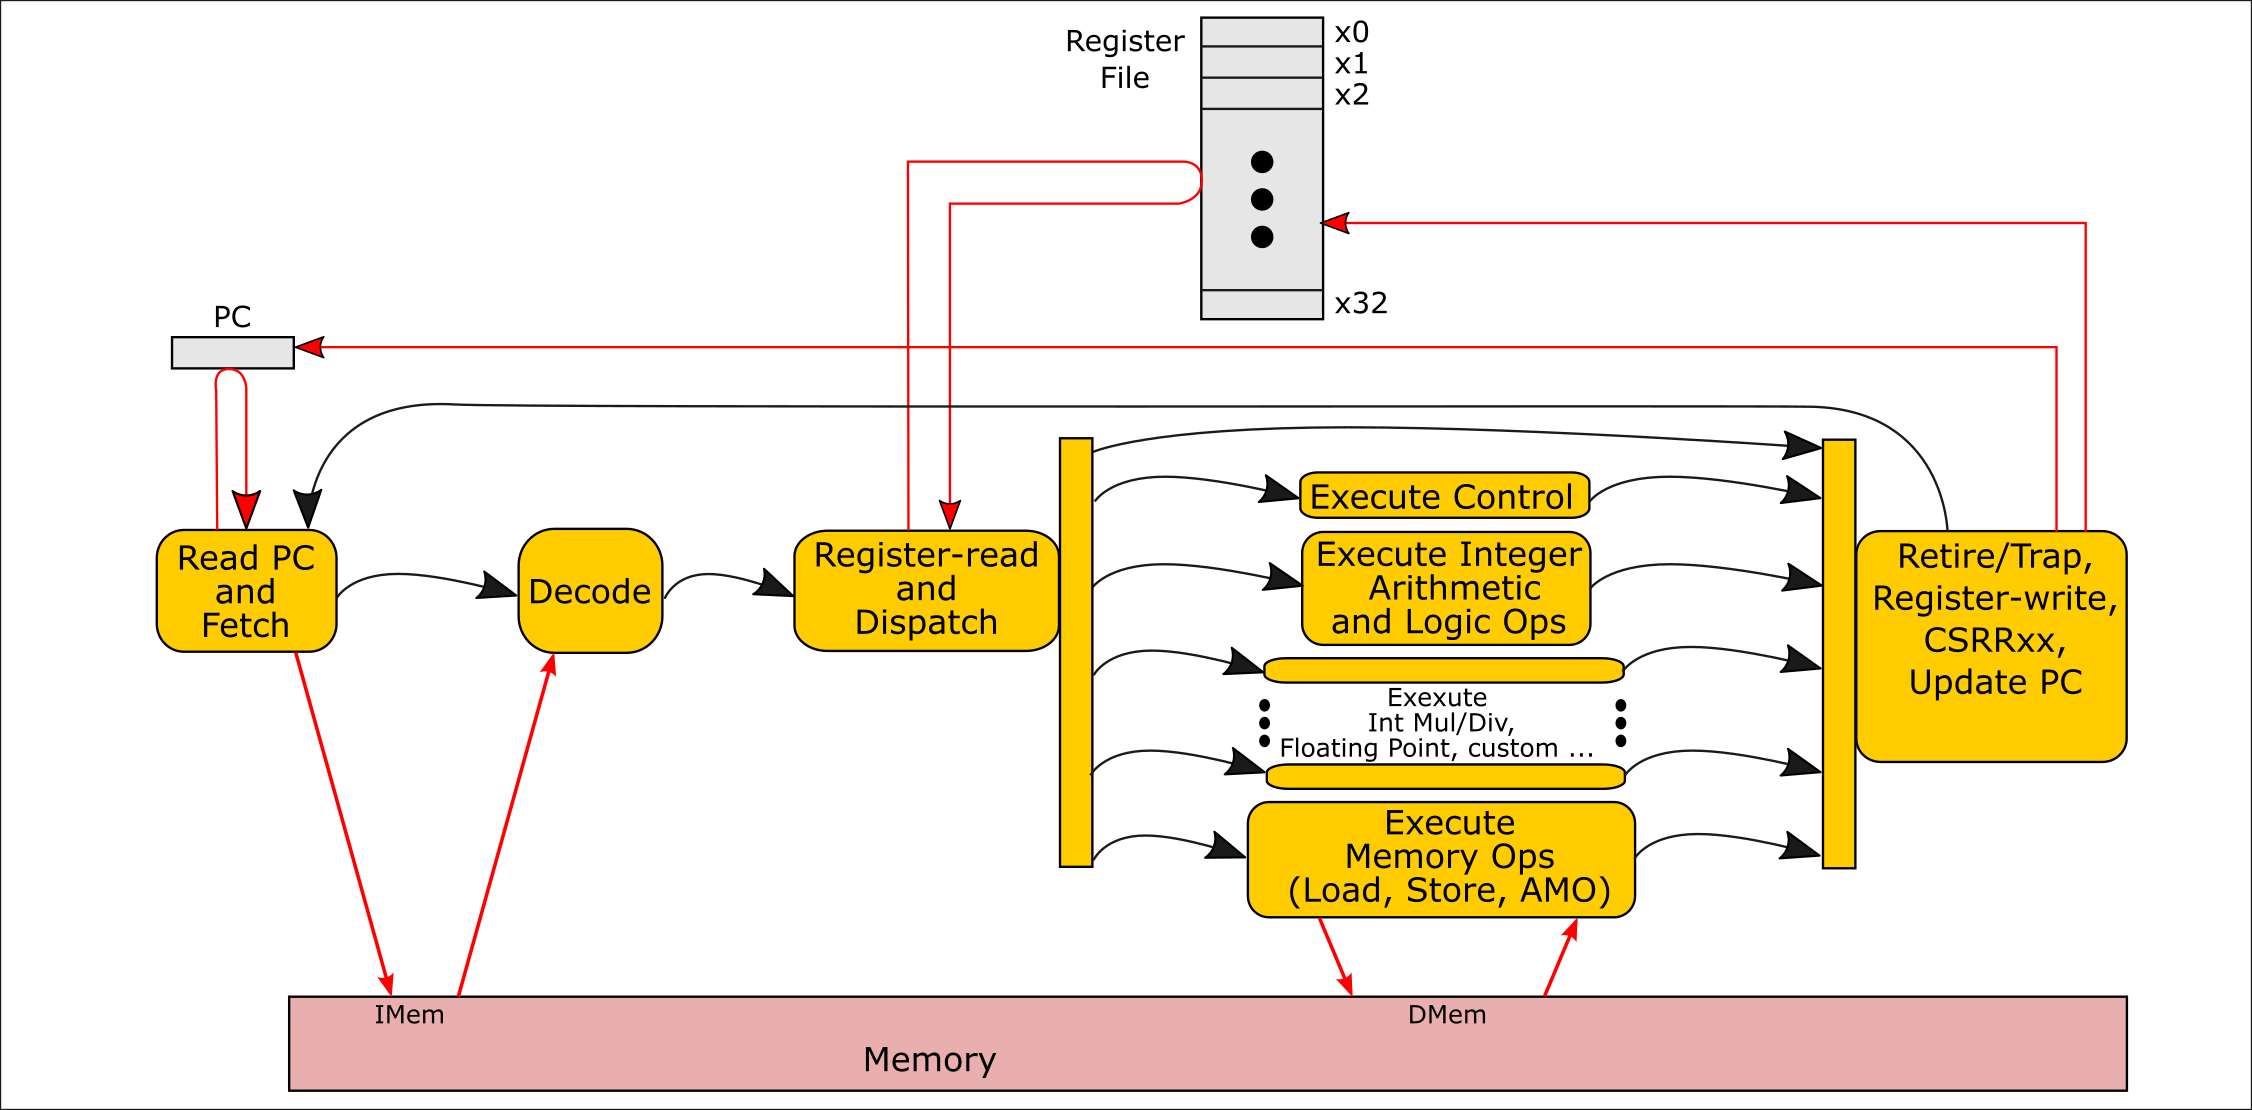 Register
File
x0
x1
x2
x32
PC
Read PC
and
Fetch
Decode
Register-read
and
Dispatch
Execute Control
Execute Integer
Arithmetic
and Logic Ops
Exexute
Int Mul/Div,
Floating Point, custom ...
Execute
Memory Ops
(Load, Store, AMO)
Retire/Trap,
Register-write,
CSRRxx,
Update PC
IMem
DMem
Memory